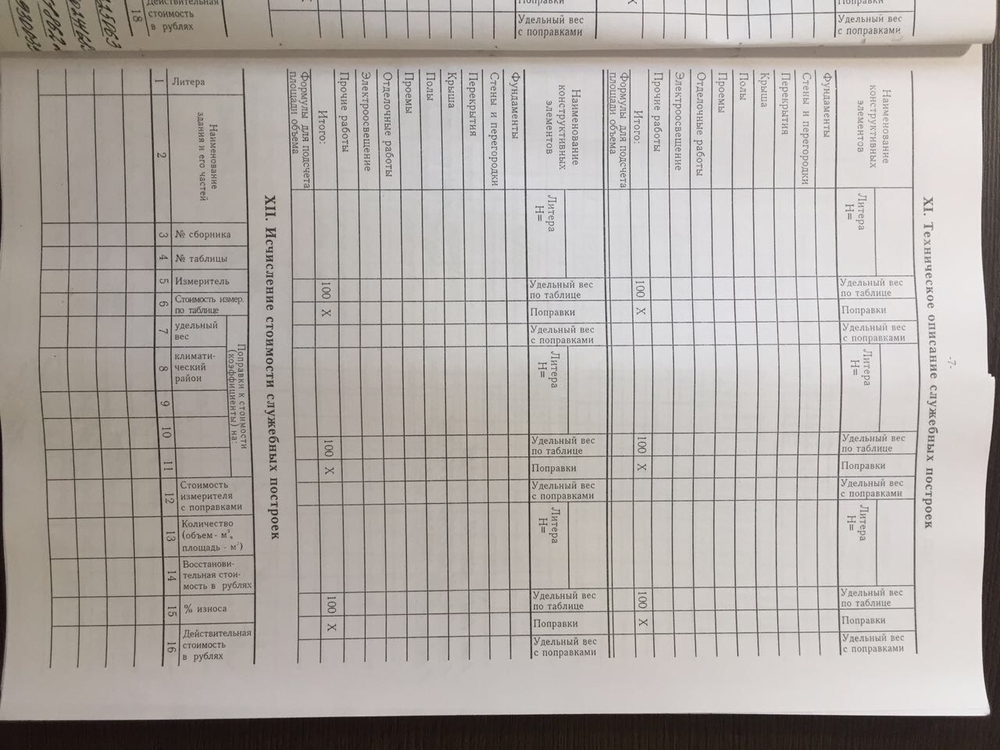 18
Действительная
стоимость
в рублях
Поправки
Удельный вес
с поправками
Поправки
Удельный вес
с поправками
-7-
XI. Техническое описание служебных построек
Наименование
конструктивных
элементов
Литера
Н=
Удельный вес
по таблице
Поправки
Удельный вес
с поправками
Литера
Н=
Удельный вес
по таблице
Поправки
Удельный вес
с поправками
Литера
Н=
Удельный вес
по таблице
Поправки
Удельный вес
с поправками
Фундаменты
Стены и перегородки
Перекрытия
Крыша
Полы
Проемы
Отделочные работы
Электроосвещение
Прочие работы
Итого: 100 X 100 X 100 X
Формулы для подсчета
площади объема
Наименование
конструктивных
элементов
Литера
Н=
Удельный вес
по таблице
Поправки
Удельный вес
с поправками
Литера
Н=
Удельный вес
по таблице
Поправки
Удельный вес
с поправками
Литера
Н=
Удельный вес
по таблице
Поправки
Удельный вес
с поправками
Фундаменты
Стены и перегородки
Перекрытия
Крыша
Полы
Проемы
Отделочные работы
Электроосвещение
Прочие работы
Итого: 100 X 100 X 100 X
Формулы для подсчета
площади объема
XII. Исчисление стоимости служебных построек
Литера
Наименование
здания и его частей
№ сборника
№ таблицы
Измеритель
Стоимость измер.
по таблице
Поправки к стоимости
(коэффициенты) на:
удельный
вес
климати-
ческий
район
Стоимость
измерителя
с поправками
Количество
(объем - м³,
площадь - м²)
Восстанови-
тельная стои-
мость в рублях
% износа
Действительная
стоимость
в рублях
1 2 3 4 5 6 7 8 9 10 11 12 13 14 15 16